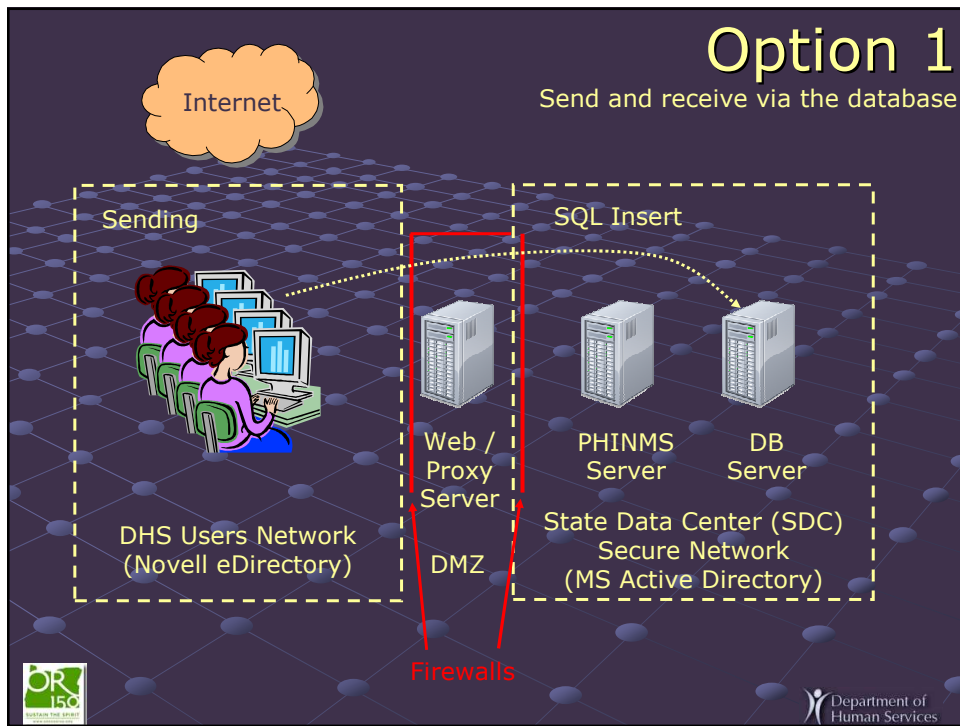 Option 1
Send and receive via the database
Internet
Sending
SQL Insert
Web /
Proxy
Server
PHINMS
Server
DB
Server
DHS Users Network
(Novell eDirectory)
DMZ
State Data Center (SDC)
Secure Network
(MS Active Directory)
Firewalls
OR
150
SUSTAIN THE SPIRIT
Department of
Human Services